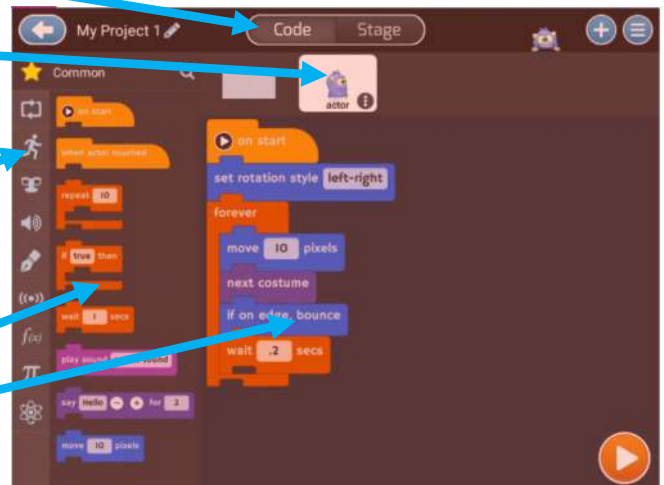 My Project 1
Code Stage
Common
actor
on start
when actor touched
repeat 10
if true then
wait 1 secs
play sound
say Hello - + for 2
move 10 pixels
((•))
f(x)
π
on start
set rotation style left-right
forever
move 10 pixels
next costume
if on edge, bounce
wait .2 secs